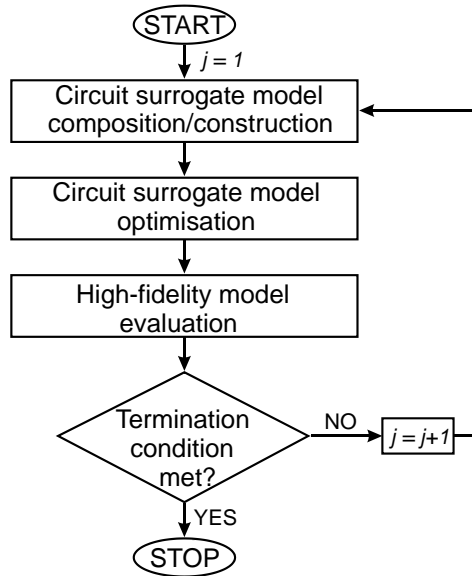 START
j = 1
Circuit surrogate model
composition/construction
Circuit surrogate model
optimisation
High-fidelity model
evaluation
Termination
condition
met?
NO
j = j+1
YES
STOP